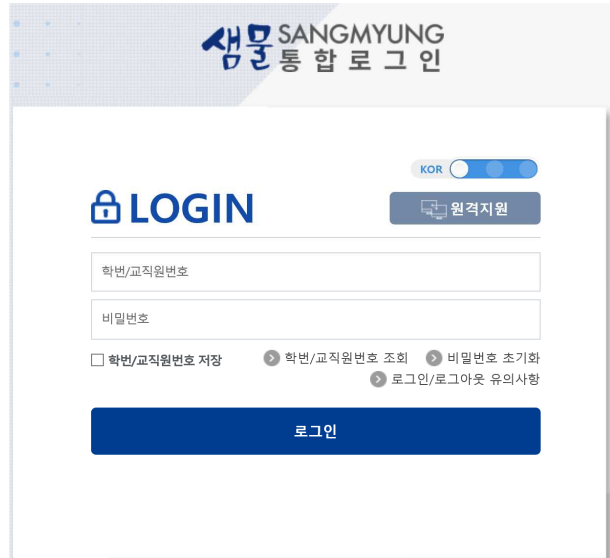 샘물 SANGMYUNG
통합로그인
KOR
LOGIN
원격지원
학번/교직원번호
비밀번호
학번/교직원번호 저장
학번/교직원번호 조회
비밀번호 초기화
로그인/로그아웃 유의사항
로그인